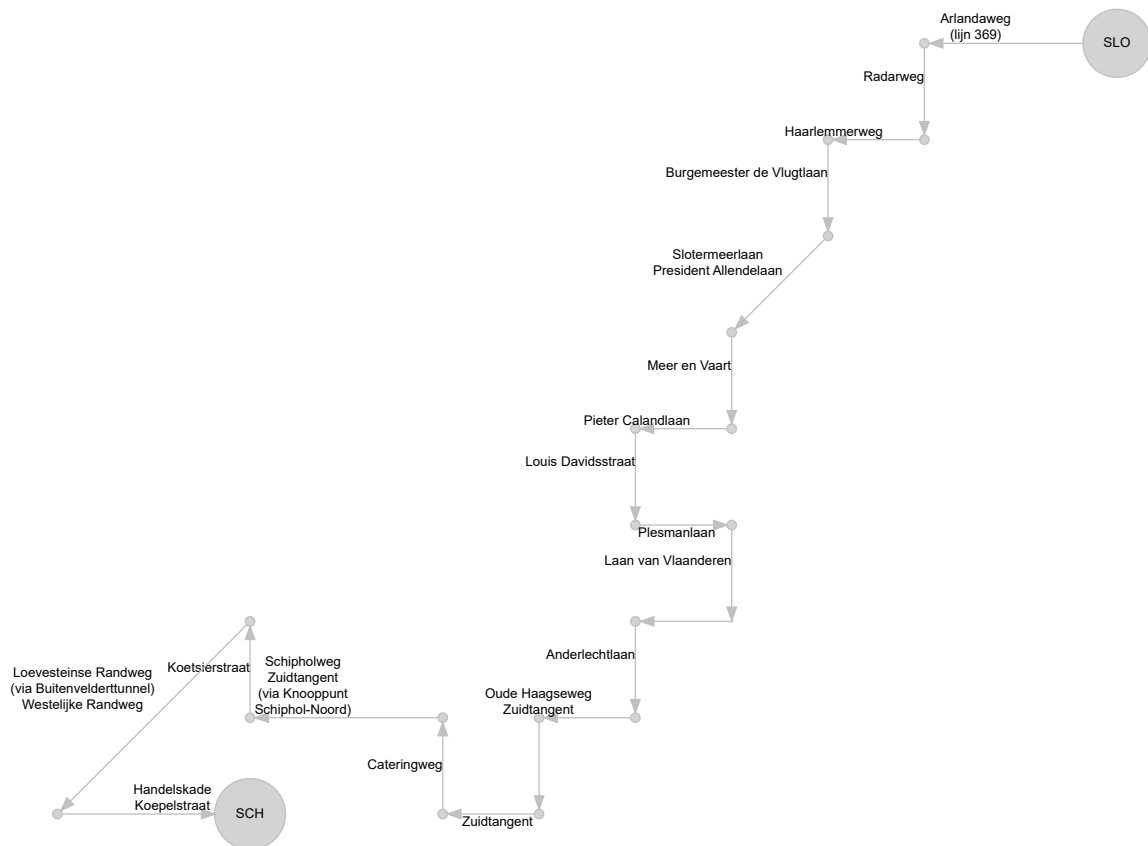 Arlandaweg
(lijn 369)
SLO
Radarweg
Haarlemmerweg
Burgemeester de Vlugtlaan
Slotermeerlaan
President Allendelaan
Meer en Vaart
Pieter Calandlaan
Louis Davidsstraat
Plesmanlaan
Laan van Vlaanderen
Anderlechtlaan
Oude Haagseweg
Zuidtangent
Schipholweg
Zuidtangent
(via Knooppunt
Schiphol-Noord)
Koetsierstraat
Loevesteinse Randweg
(via Buitenvelderttunnel)
Westelijke Randweg
Cateringweg
Zuidtangent
Handelskade
Koepelstraat
SCH